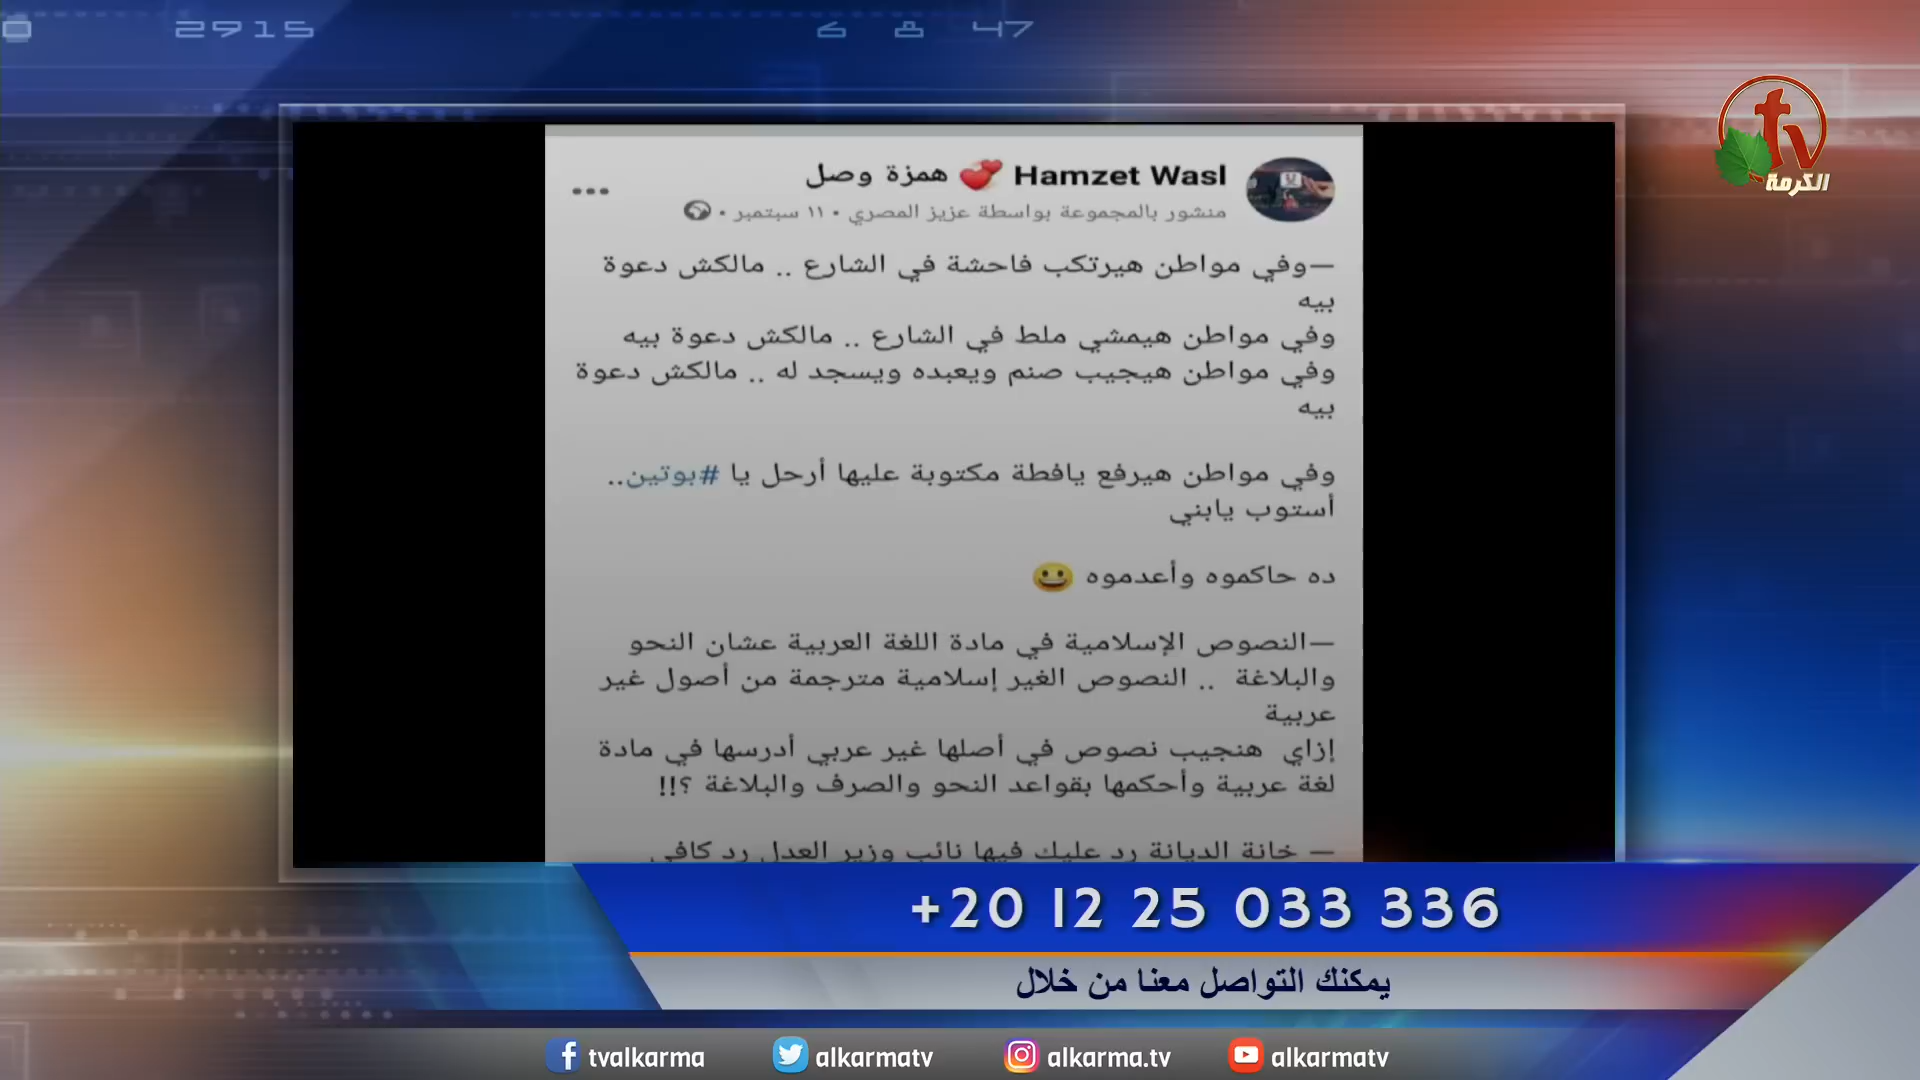 2915 6 8 47
tv
الكرمة
Hamzet Wasl 💞 همزة وصل
منشور بالمجموعة بواسطة عزيز المصري • ١١ سبتمبر •
—وفي مواطن هيرتكب فاحشة في الشارع .. مالكش دعوة
بيه
وفي مواطن هيمشي ملط في الشارع .. مالكش دعوة بيه
وفي مواطن هيجيب صنم ويعبده ويسجد له .. مالكش دعوة
بيه
وفي مواطن هيرفع يافطة مكتوبة عليها أرحل يا #بوتين..
أستوب يابني
ده حاكموه وأعدموه 😀
—النصوص الإسلامية في مادة اللغة العربية عشان النحو
والبلاغة .. النصوص الغير إسلامية مترجمة من أصول غير
عربية
إزاي هنجيب نصوص في أصلها غير عربي أدرسها في مادة
لغة عربية وأحكمها بقواعد النحو والصرف والبلاغة ؟!!
— خانة الديانة رد عليك فيها نائب وزير العدل رد كافي
+20 12 25 033 336
يمكنك التواصل معنا من خلال
tvalkarma alkarmatv alkarma.tv alkarmatv